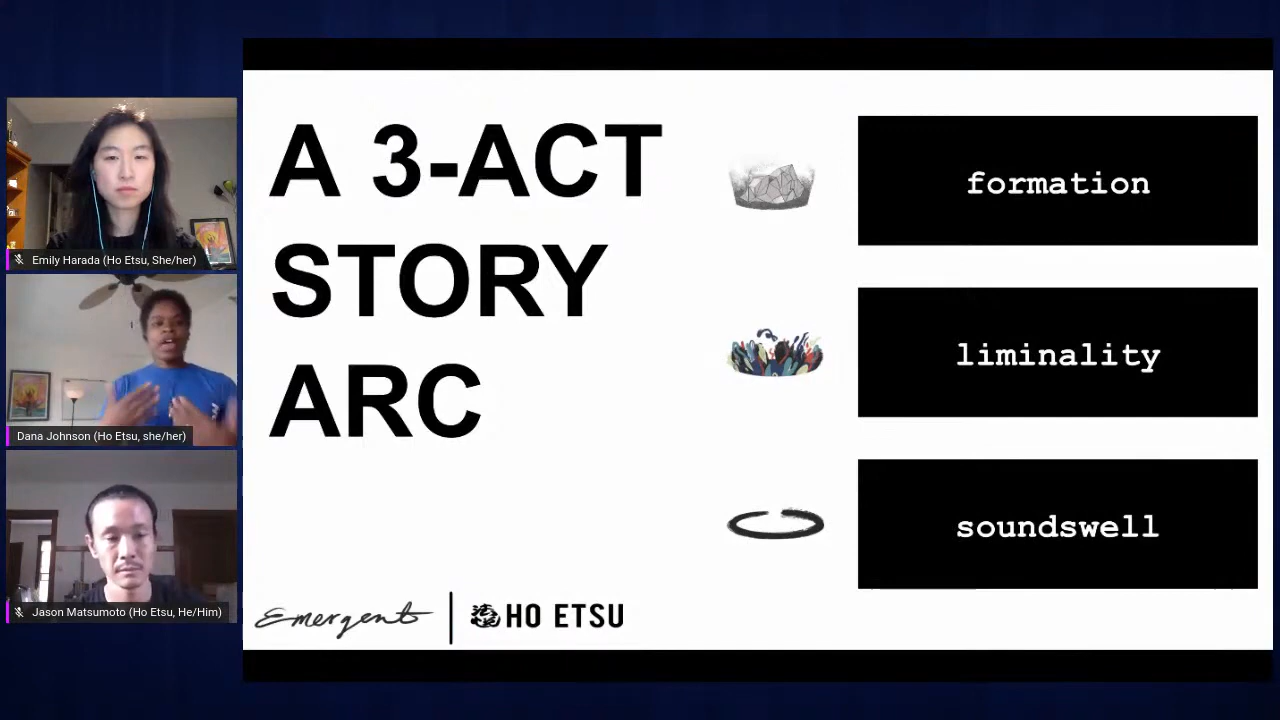 A 3-ACT
STORY
ARC
formation
liminality
soundswell
Emily Harada (Ho Etsu, She/her)
Dana Johnson (Ho Etsu, she/her)
Jason Matsumoto (Ho Etsu, He/Him)
Emergent
HO ETSU